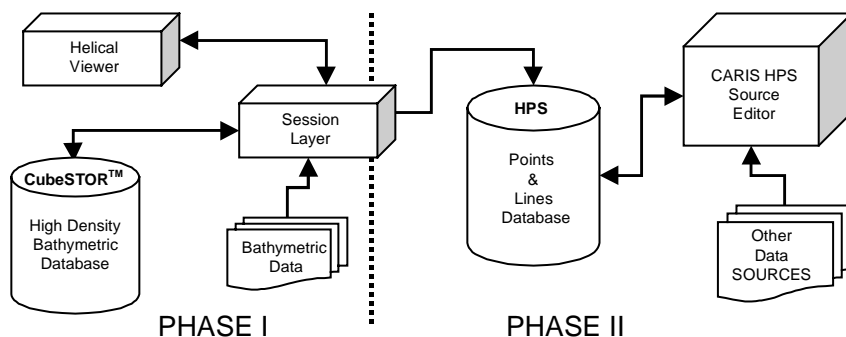 Helical
Viewer
Session
Layer
CubeSTOR™
High Density
Bathymetric
Database
Bathymetric
Data
PHASE I
HPS
Points
&
Lines
Database
CARIS HPS
Source
Editor
Other
Data
SOURCES
PHASE II